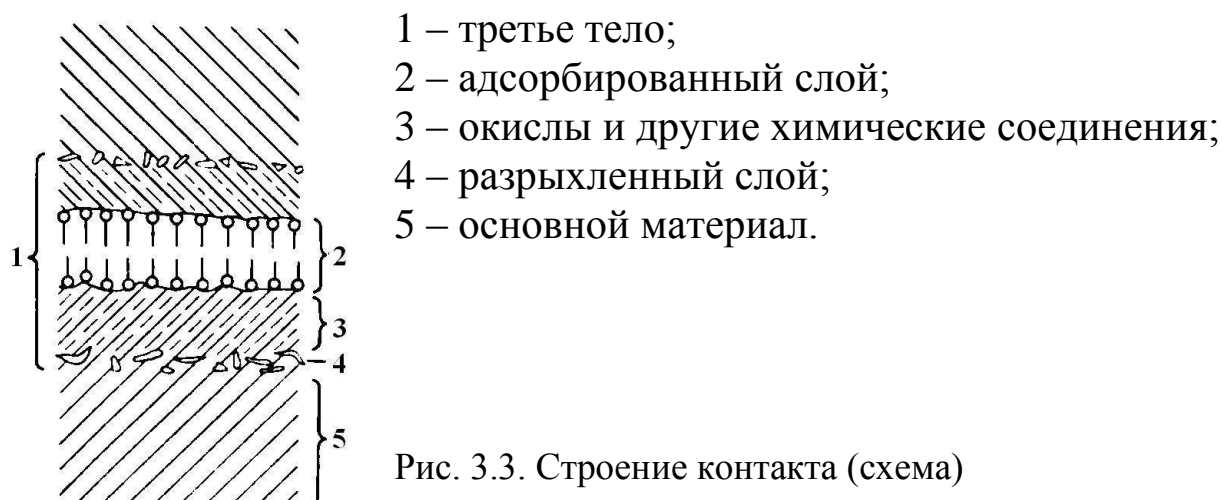 1 – третье тело;
2 – адсорбированный слой;
3 – окислы и другие химические соединения;
4 – разрыхленный слой;
5 – основной материал.
1
2
3
4
5
Рис. 3.3. Строение контакта (схема)